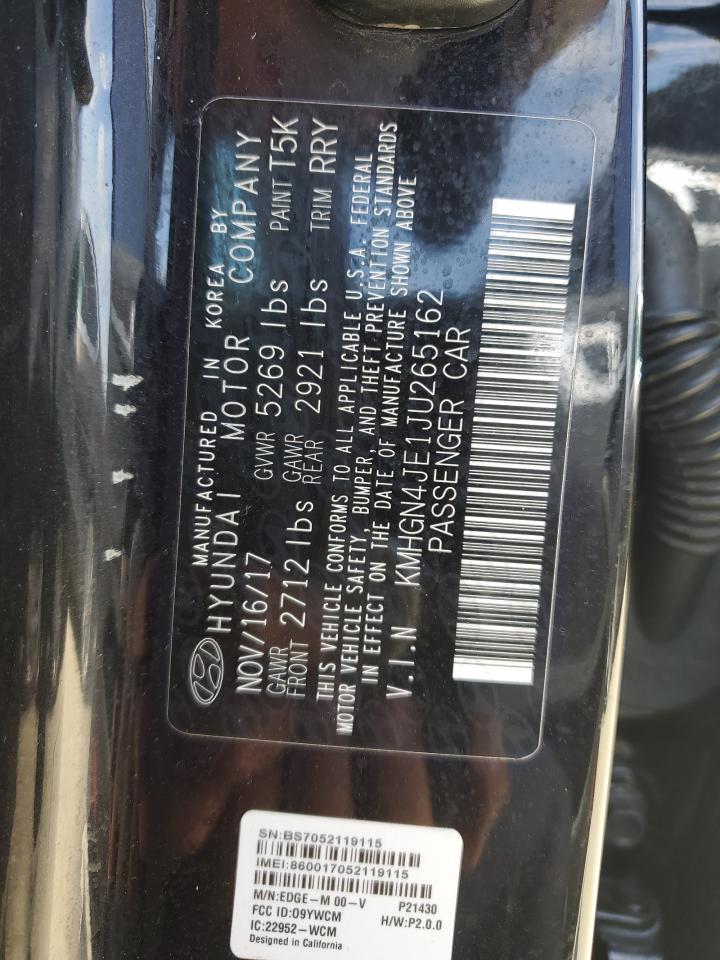 MANUFACTURED IN KOREA BY
HYUNDAI MOTOR COMPANY
NOV/16/17 GVWR 5269 lbs PAINT T5K
GAWR FRONT 2712 lbs GAWR REAR 2921 lbs TRIM RRY
THIS VEHICLE CONFORMS TO ALL APPLICABLE U.S.A. FEDERAL
MOTOR VEHICLE SAFETY, BUMPER, AND THEFT PREVENTION STANDARDS
IN EFFECT ON THE DATE OF MANUFACTURE SHOWN ABOVE
V.I.N KMHGN4JE1JU265162
PASSENGER CAR
SN:BS7052119115
IMEI:860017052119115
M/N:EDGE-M 00-V P21430
FCC ID:O9YWCM H/W:P2.0.0
IC:22952-WCM
Designed in California